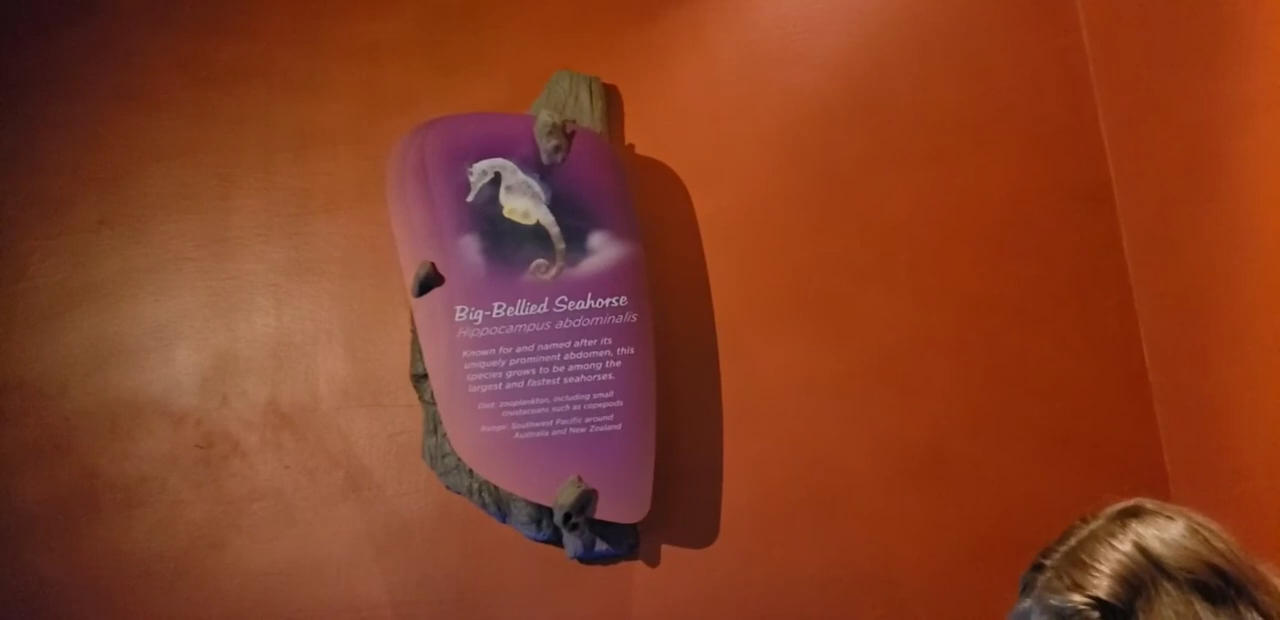 Big-Bellied Seahorse
Hippocampus abdominalis
Known for and named after its
uniquely prominent abdomen, this
species grows to be among the
largest and fastest seahorses.
Diet: zooplankton, including small
crustaceans such as copepods
Range: Southwest Pacific around
Australia and New Zealand